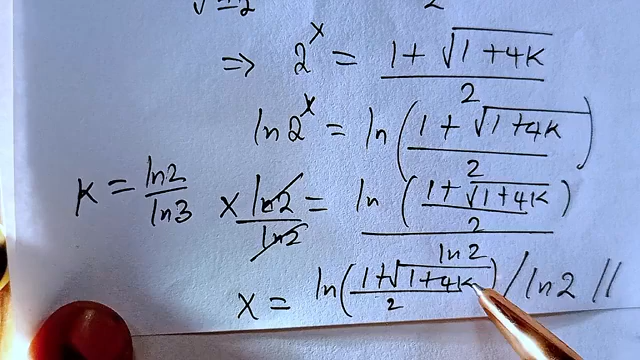 ⇒ 2^x = (1 + √(1 + 4K)) / 2
ln 2^x = ln((1 + √(1 + 4K)) / 2)
K = ln2 / ln3   x ln2 / ln2 = ln((1 + √(1 + 4K)) / 2) / ln2
x = ln((1 + √(1 + 4K)) / 2) / ln2 //